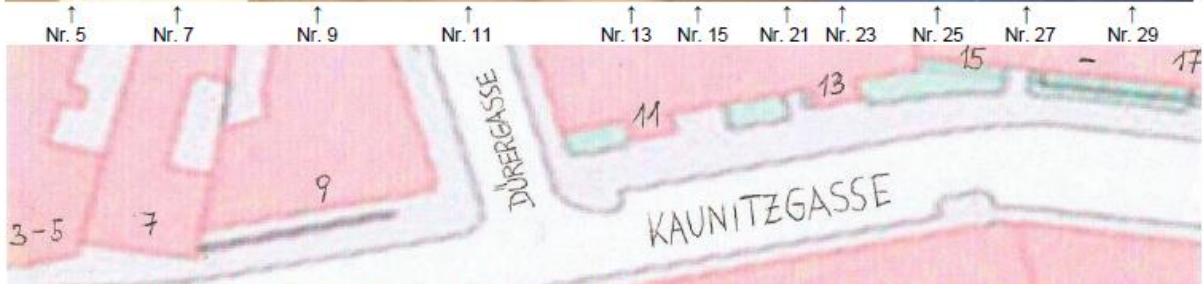 Nr. 5 Nr. 7 Nr. 9 Nr. 11 Nr. 13 Nr. 15 Nr. 21 Nr. 23 Nr. 25 Nr. 27 Nr. 29
15 - 17
13
11
DÜRERGASSE
9
KAUNITZGASSE
3-5 7